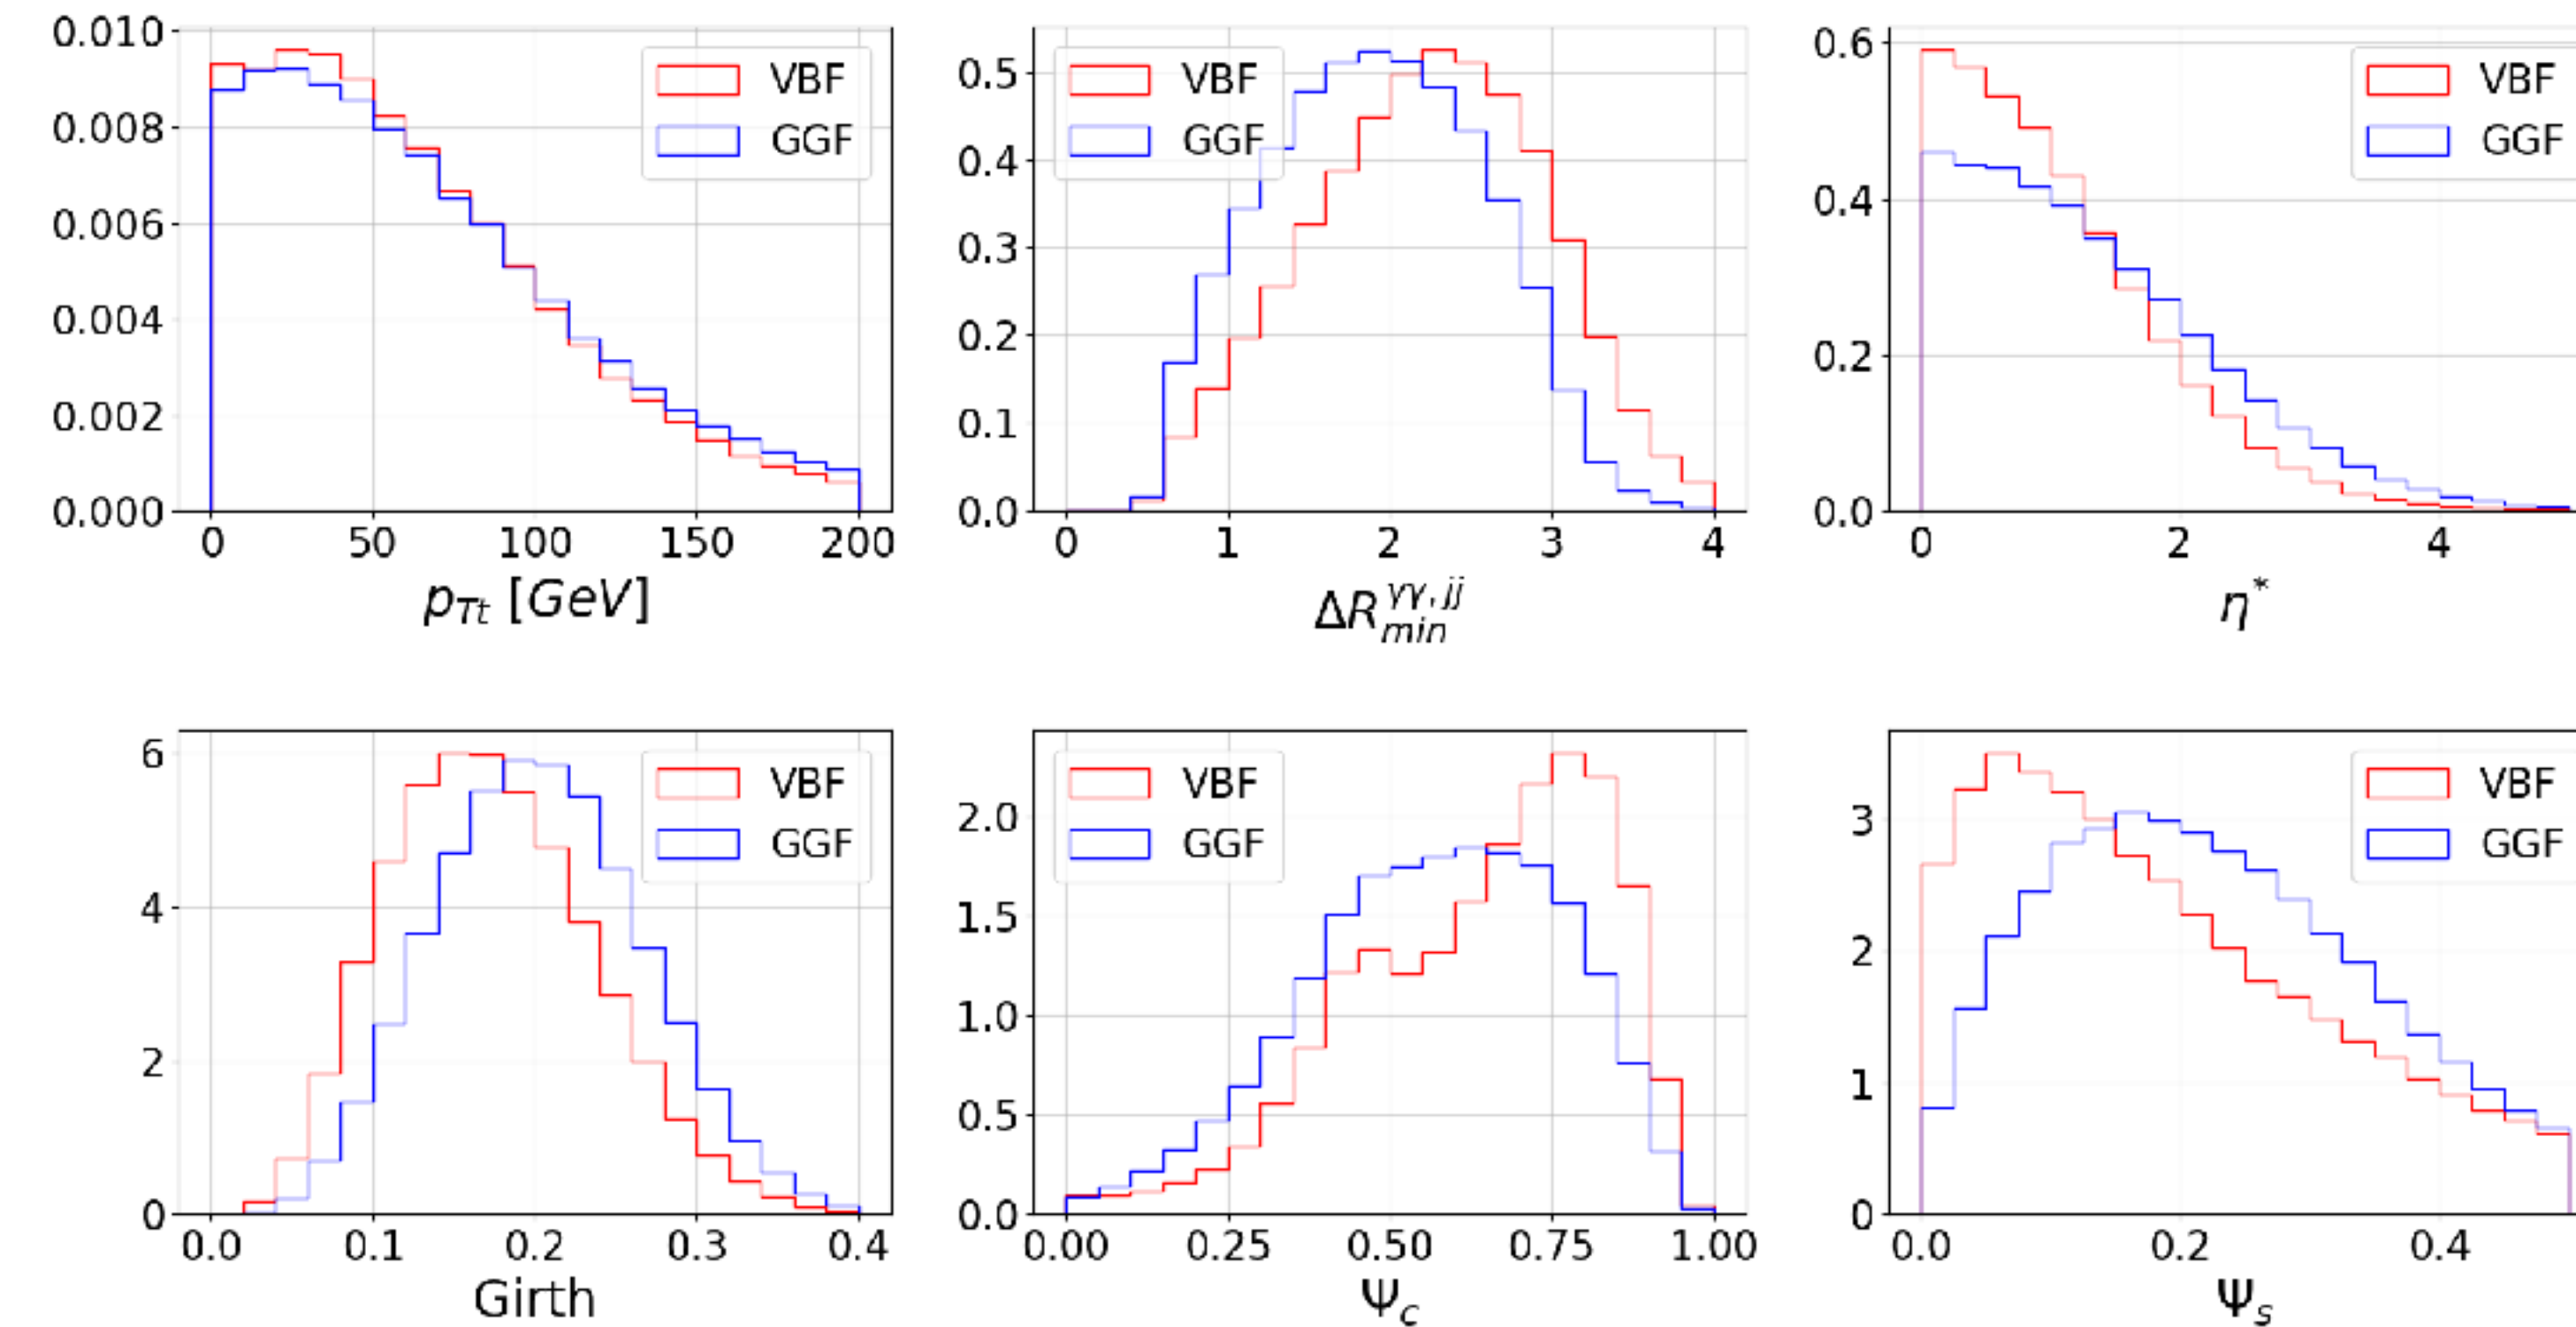 0.010
0.008
0.006
0.004
0.002
0.000
0 50 100 150 200
p_{Tt} [GeV]
VBF
GGF
0.5
0.4
0.3
0.2
0.1
0.0
0 1 2 3 4
ΔR_{min}^{γγ, jj}
VBF
GGF
0.6
0.4
0.2
0.0
0 2 4
η^*
VBF
GGF
6
4
2
0
0.0 0.1 0.2 0.3 0.4
Girth
VBF
GGF
2.0
1.5
1.0
0.5
0.0
0.00 0.25 0.50 0.75 1.00
Ψ_c
VBF
GGF
3
2
1
0
0.0 0.2 0.4
Ψ_s
VBF
GGF